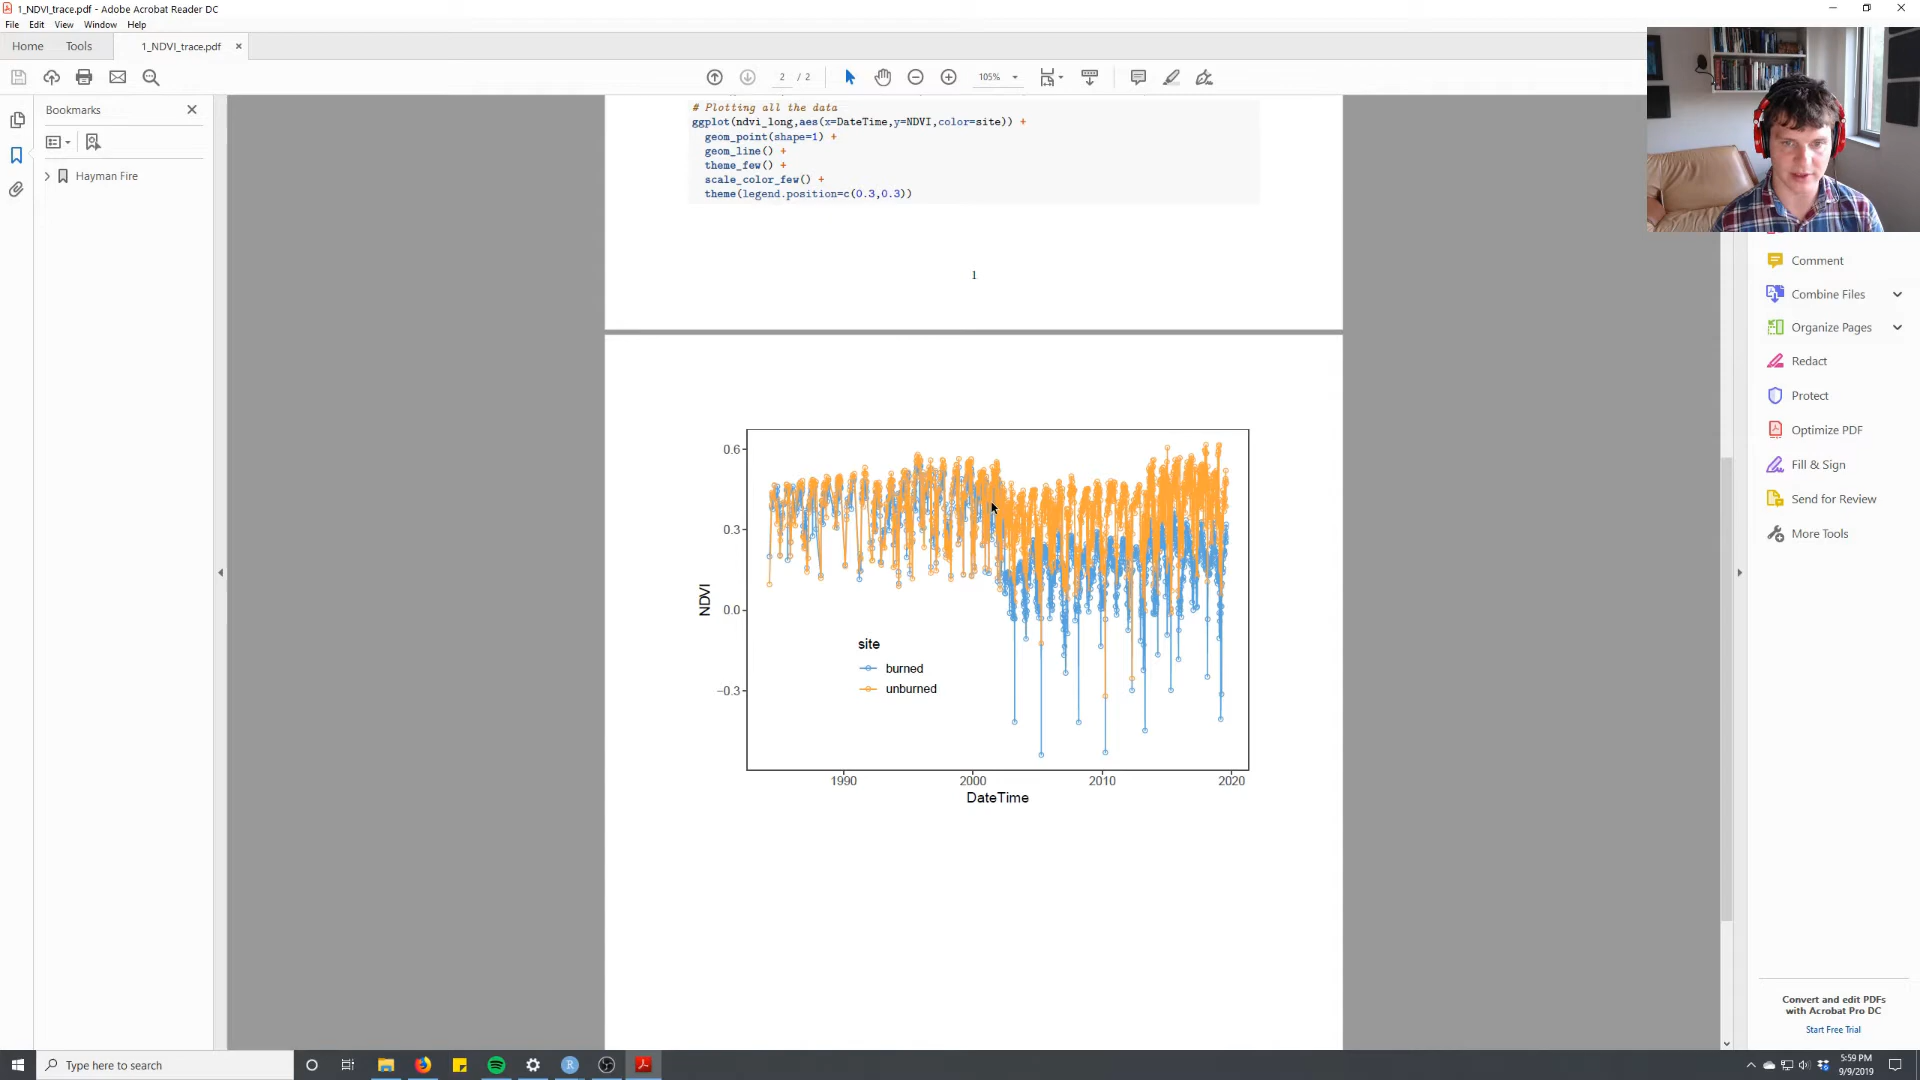 1_NDVI_trace.pdf - Adobe Acrobat Reader DC
File Edit View Window Help
Home Tools 1_NDVI_trace.pdf ×
2 / 2 105%
Bookmarks
Hayman Fire
# Plotting all the data
ggplot(ndvi_long,aes(x=DateTime,y=NDVI,color=site)) +
geom_point(shape=1) +
geom_line() +
theme_few() +
scale_color_few() +
theme(legend.position=c(0.3,0.3))
1
0.6
0.3
0.0
−0.3
NDVI
site
burned
unburned
1990 2000 2010 2020
DateTime
Comment
Combine Files
Organize Pages
Redact
Protect
Optimize PDF
Fill & Sign
Send for Review
More Tools
Convert and edit PDFs
with Acrobat Pro DC
Start Free Trial
Type here to search
5:59 PM
9/9/2019